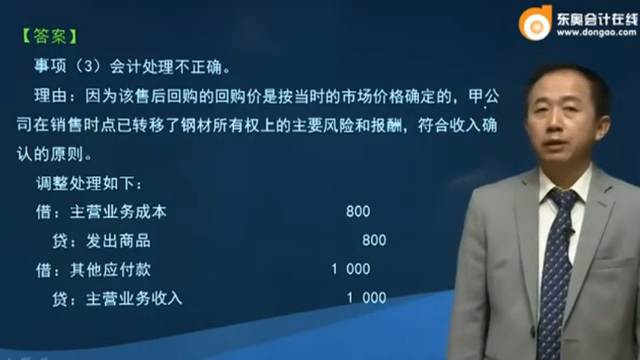 东奥会计在线
www.dongao.com
【答案】
事项（3）会计处理不正确。
理由：因为该售后回购的回购价是按当时的市场价格确定的，甲公
司在销售时点已转移了钢材所有权上的主要风险和报酬，符合收入确
认的原则。
调整处理如下：
借：主营业务成本 800
贷：发出商品 800
借：其他应付款 1 000
贷：主营业务收入 1 000